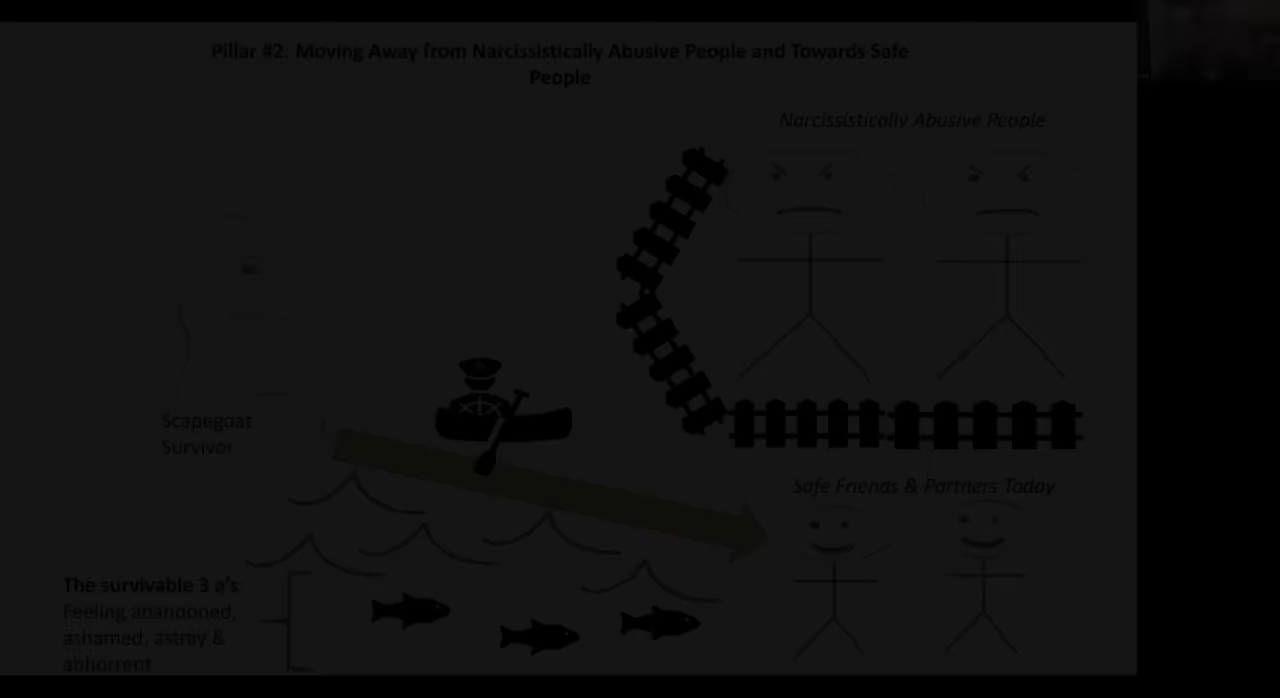 Pillar #2: Moving Away from Narcissistically Abusive People and Towards Safe
People
Narcissistically Abusive People
Scapegoat
Survivor
Safe Friends & Partners Today
The survivable 3 a's:
Feeling abandoned,
ashamed, astray &
abhorrent